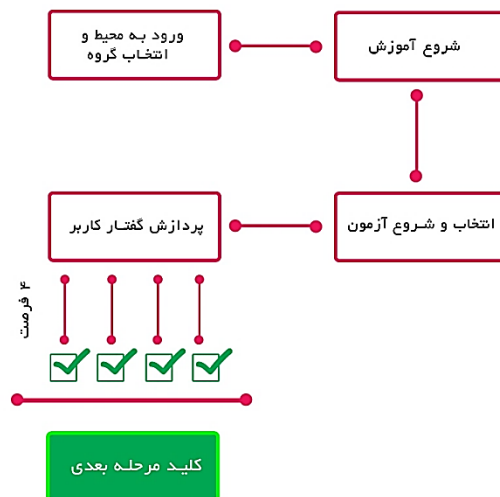 ورود به محیط و
انتخاب گروه
شروع آموزش
انتخاب و شروع آزمون
پردازش گفتار کاربر
۴ فرصت
کلید مرحله بعدی